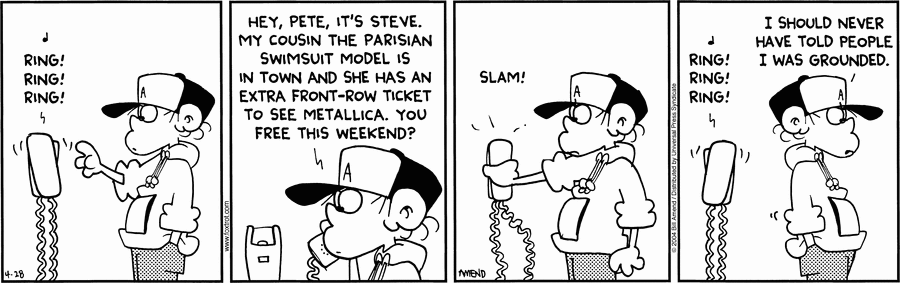 RING!
RING!
RING!
A
4-28
HEY, PETE, IT'S STEVE.
MY COUSIN THE PARISIAN
SWIMSUIT MODEL IS
IN TOWN AND SHE HAS AN
EXTRA FRONT-ROW TICKET
TO SEE METALLICA. YOU
FREE THIS WEEKEND?
A
www.foxtrot.com
SLAM!
A
AMEND
© 2004 Bill Amend / Distributed by Universal Press Syndicate
RING!
RING!
RING!
I SHOULD NEVER
HAVE TOLD PEOPLE
I WAS GROUNDED.
A